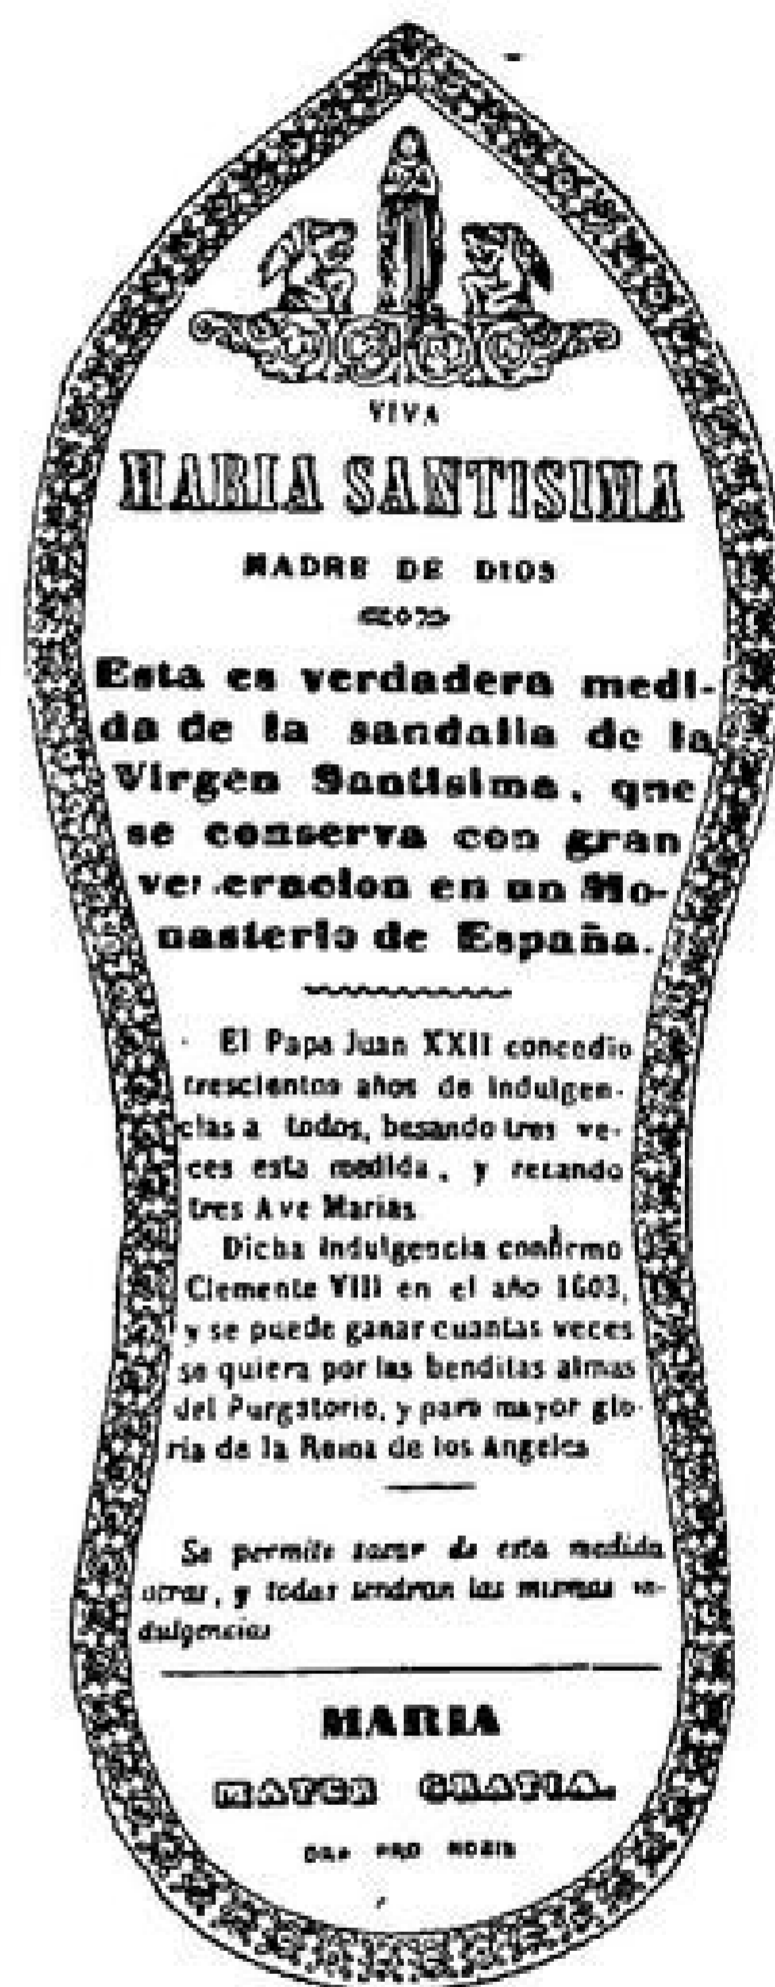 VIVA
MARIA SANTISIMA
MADRE DE DIOS
Esta es verdadera medi-
da de la sandalia de la
Virgen Santisima, que
se conserva con gran
veneracion en un Mo-
nasterio de España.
El Papa Juan XXII concedio
trescientos años de indulgen-
cias a todos, besando tres ve-
ces esta medida, y rezando
tres Ave Marias.
Dicha indulgencia confirmo
Clemente VIII en el año 1603,
y se puede ganar cuantas veces
se quiera por las benditas almas
del Purgatorio, y para mayor glo-
ria de la Reina de los Angeles
Se permite sacar de esta medida
otras, y todas tendran las mismas in-
dulgencias
MARIA
MATER GRATIA.
ORA PRO NOBIS